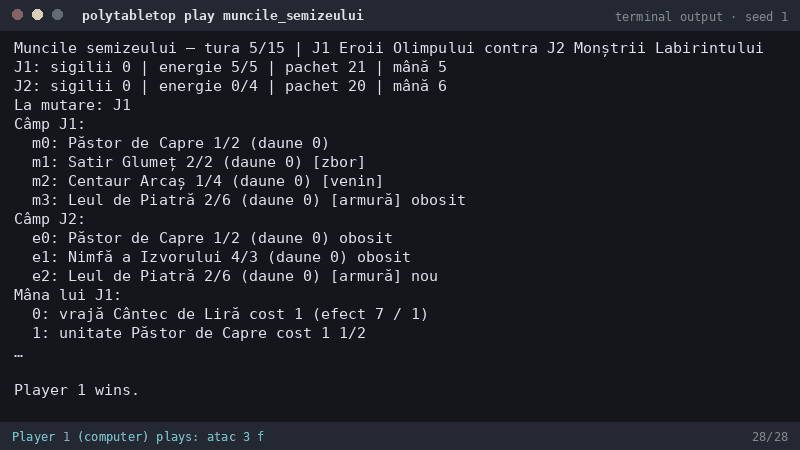 polytabletop play muncile_semizeului
terminal output · seed 1
Muncile semizeului — tura 5/15 | J1 Eroii Olimpului contra J2 Monștrii Labirintului
J1: sigilii 0 | energie 5/5 | pachet 21 | mână 5
J2: sigilii 0 | energie 0/4 | pachet 20 | mână 6
La mutare: J1
Câmp J1:
m0: Păstor de Capre 1/2 (daune 0)
m1: Satir Glumeț 2/2 (daune 0) [zbor]
m2: Centaur Arcaș 1/4 (daune 0) [venin]
m3: Leul de Piatră 2/6 (daune 0) [armură] obosit
Câmp J2:
e0: Păstor de Capre 1/2 (daune 0) obosit
e1: Nimfă a Izvorului 4/3 (daune 0) obosit
e2: Leul de Piatră 2/6 (daune 0) [armură] nou
Mâna lui J1:
0: vrajă Cântec de Liră cost 1 (efect 7 / 1)
1: unitate Păstor de Capre cost 1 1/2
…
Player 1 wins.
Player 1 (computer) plays: atac 3 f
28/28